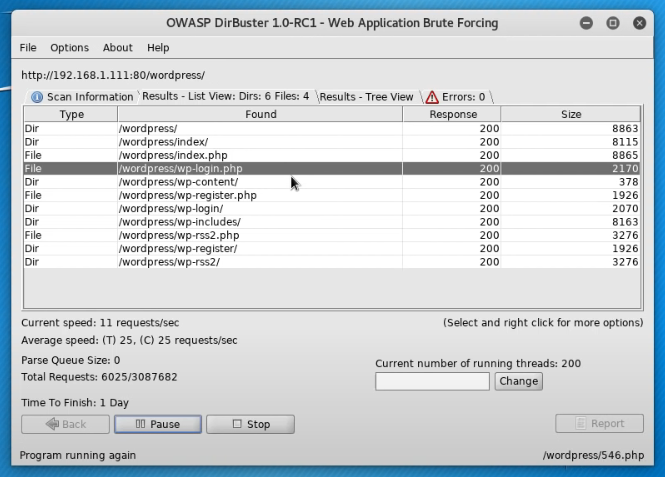 OWASP DirBuster 1.0-RC1 - Web Application Brute Forcing
File Options About Help
http://192.168.1.111:80/wordpress/
Scan Information Results - List View: Dirs: 6 Files: 4 Results - Tree View Errors: 0
Type Found Response Size
Dir /wordpress/ 200 8863
Dir /wordpress/index/ 200 8115
File /wordpress/index.php 200 8865
File /wordpress/wp-login.php 200 2170
Dir /wordpress/wp-content/ 200 378
File /wordpress/wp-register.php 200 1926
Dir /wordpress/wp-login/ 200 2070
Dir /wordpress/wp-includes/ 200 8163
File /wordpress/wp-rss2.php 200 3276
Dir /wordpress/wp-register/ 200 1926
Dir /wordpress/wp-rss2/ 200 3276
Current speed: 11 requests/sec (Select and right click for more options)
Average speed: (T) 25, (C) 25 requests/sec
Parse Queue Size: 0 Current number of running threads: 200
Total Requests: 6025/3087682 Change
Time To Finish: 1 Day
Back Pause Stop Report
Program running again /wordpress/546.php